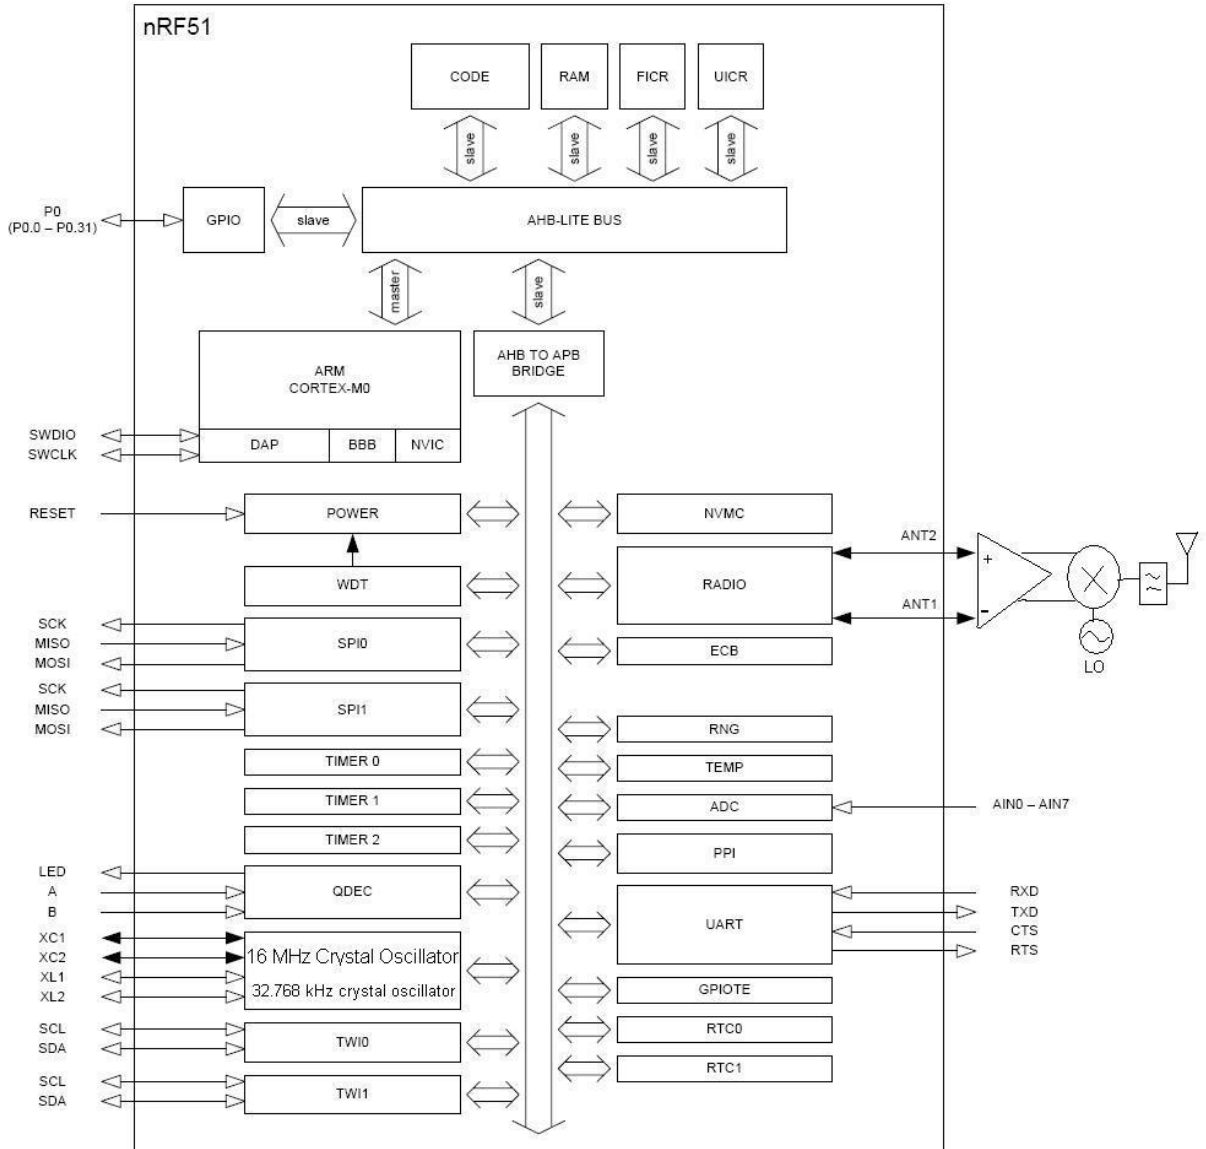 nRF51
CODE
RAM
FICR
UICR
slave
slave
slave
slave
P0
(P0.0 – P0.31)
GPIO
slave
AHB-LITE BUS
master
slave
ARM
CORTEX-M0
AHB TO APB
BRIDGE
SWDIO
SWCLK
DAP
BBB
NVIC
RESET
POWER
NVMC
WDT
RADIO
ANT2
ANT1
+
-
LO
SCK
MISO
MOSI
SPI0
ECB
SCK
MISO
MOSI
SPI1
RNG
TIMER 0
TEMP
TIMER 1
ADC
AIN0 – AIN7
TIMER 2
PPI
LED
A
B
QDEC
UART
RXD
TXD
CTS
RTS
XC1
XC2
XL1
XL2
16 MHz Crystal Oscillator
32.768 kHz crystal oscillator
GPIOTE
SCL
SDA
TWI0
RTC0
RTC1
SCL
SDA
TWI1